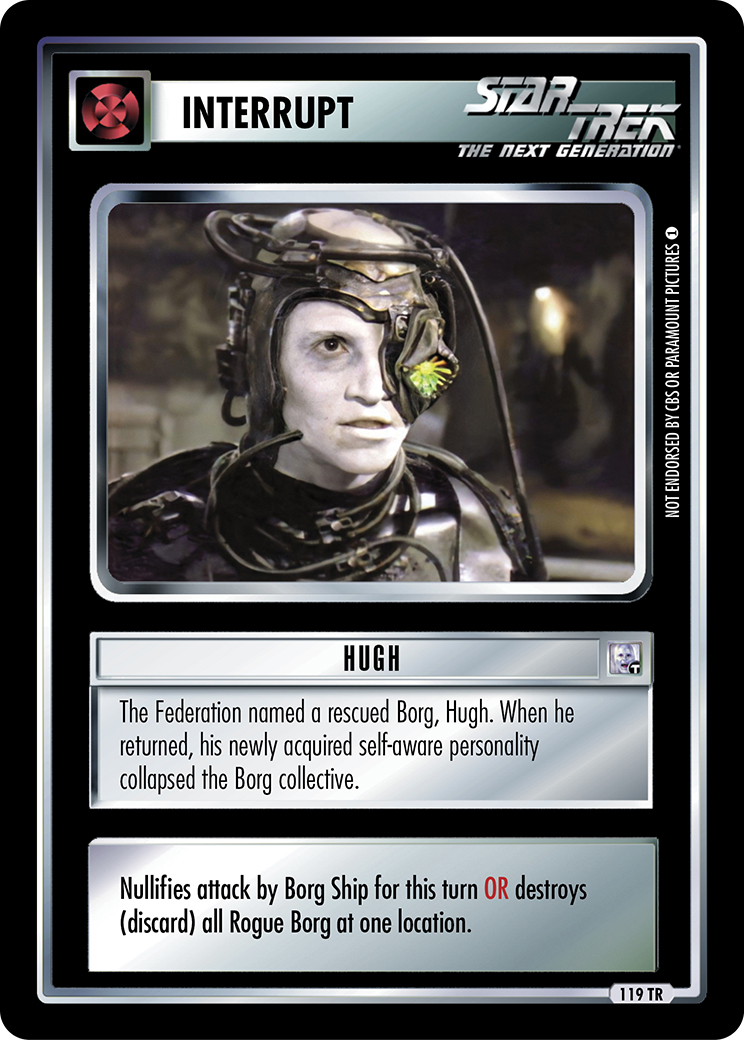 INTERRUPT
STAR TREK
THE NEXT GENERATION
NOT ENDORSED BY CBS OR PARAMOUNT PICTURES 1
HUGH
T
The Federation named a rescued Borg, Hugh. When he
returned, his newly acquired self-aware personality
collapsed the Borg collective.
Nullifies attack by Borg Ship for this turn OR destroys
(discard) all Rogue Borg at one location.
119 TR